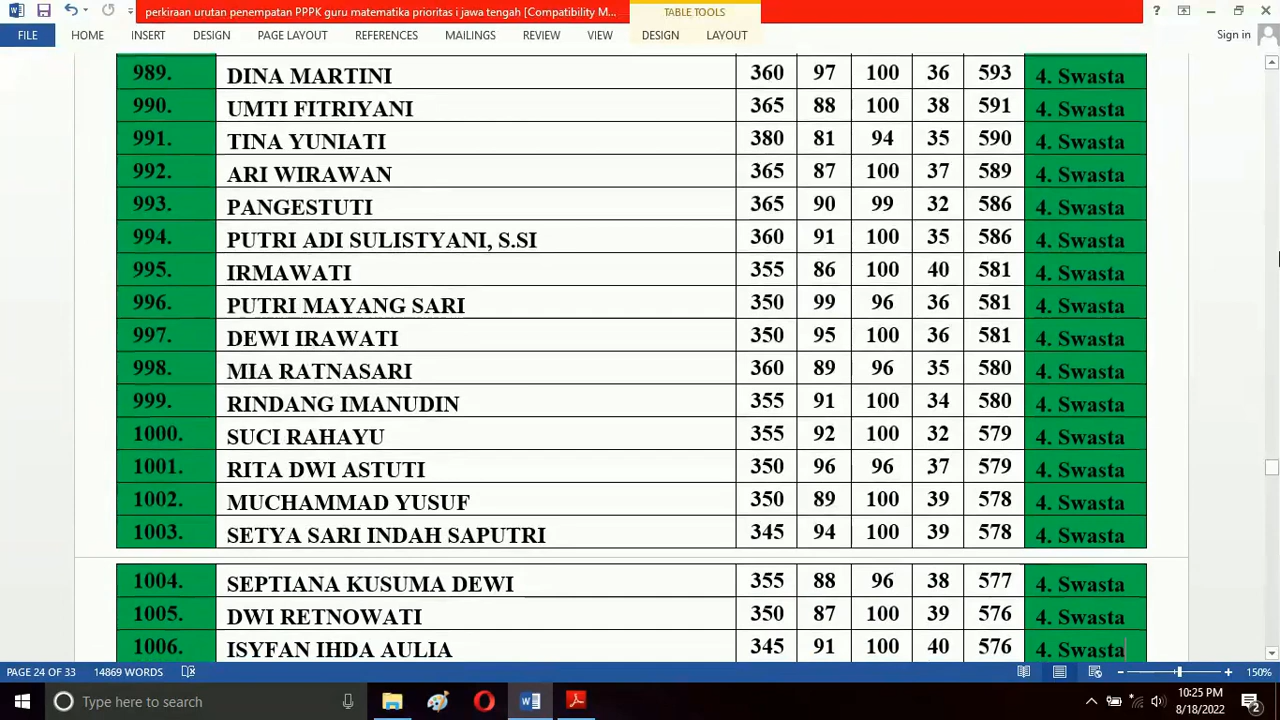 perkiraan urutan penempatan PPPK guru matematika prioritas i jawa tengah [Compatibility M...
TABLE TOOLS
?
FILE HOME INSERT DESIGN PAGE LAYOUT REFERENCES MAILINGS REVIEW VIEW DESIGN LAYOUT Sign in
989. DINA MARTINI 360 97 100 36 593 4. Swasta
990. UMTI FITRIYANI 365 88 100 38 591 4. Swasta
991. TINA YUNIATI 380 81 94 35 590 4. Swasta
992. ARI WIRAWAN 365 87 100 37 589 4. Swasta
993. PANGESTUTI 365 90 99 32 586 4. Swasta
994. PUTRI ADI SULISTYANI, S.SI 360 91 100 35 586 4. Swasta
995. IRMAWATI 355 86 100 40 581 4. Swasta
996. PUTRI MAYANG SARI 350 99 96 36 581 4. Swasta
997. DEWI IRAWATI 350 95 100 36 581 4. Swasta
998. MIA RATNASARI 360 89 96 35 580 4. Swasta
999. RINDANG IMANUDIN 355 91 100 34 580 4. Swasta
1000. SUCI RAHAYU 355 92 100 32 579 4. Swasta
1001. RITA DWI ASTUTI 350 96 96 37 579 4. Swasta
1002. MUCHAMMAD YUSUF 350 89 100 39 578 4. Swasta
1003. SETYA SARI INDAH SAPUTRI 345 94 100 39 578 4. Swasta
1004. SEPTIANA KUSUMA DEWI 355 88 96 38 577 4. Swasta
1005. DWI RETNOWATI 350 87 100 39 576 4. Swasta
1006. ISYFAN IHDA AULIA 345 91 100 40 576 4. Swasta
PAGE 24 OF 33 14869 WORDS 150%
Type here to search
10:25 PM
8/18/2022
2